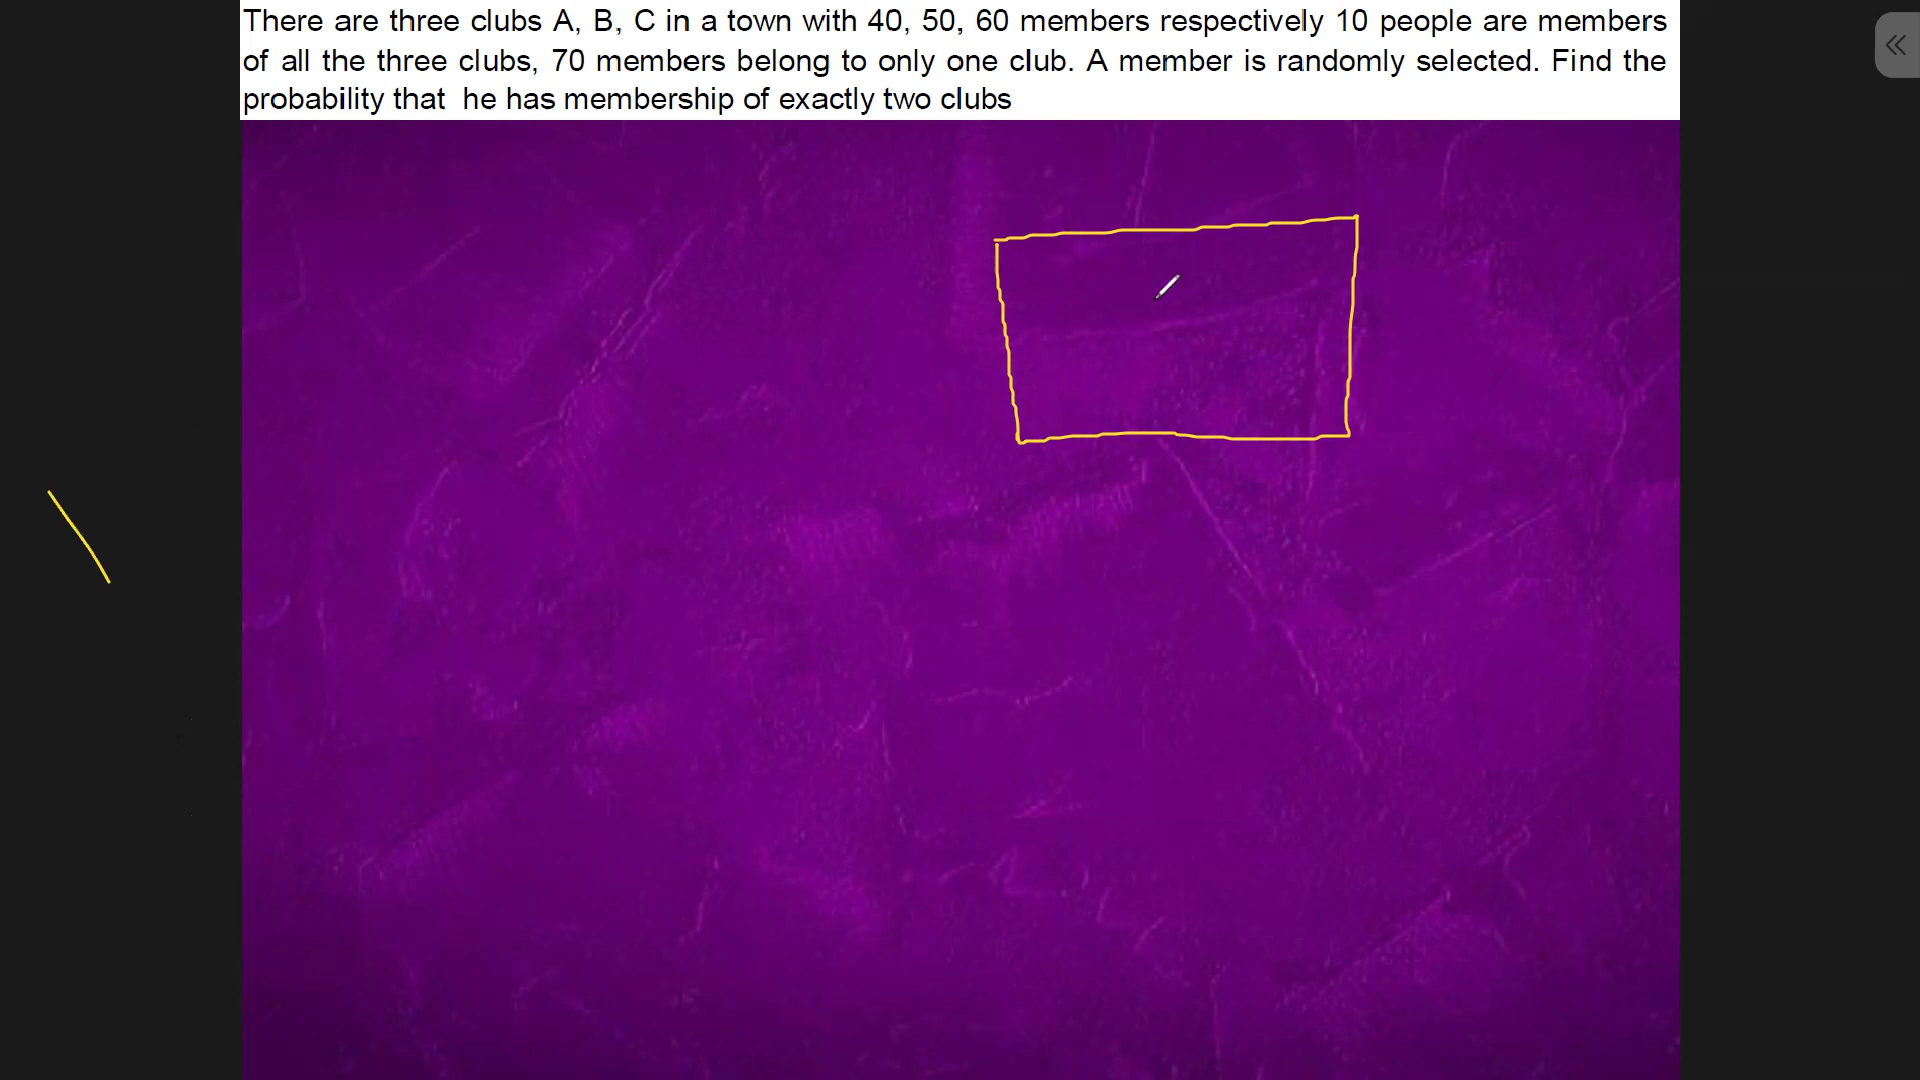 There are three clubs A, B, C in a town with 40, 50, 60 members respectively 10 people are members
of all the three clubs, 70 members belong to only one club. A member is randomly selected. Find the
probability that he has membership of exactly two clubs